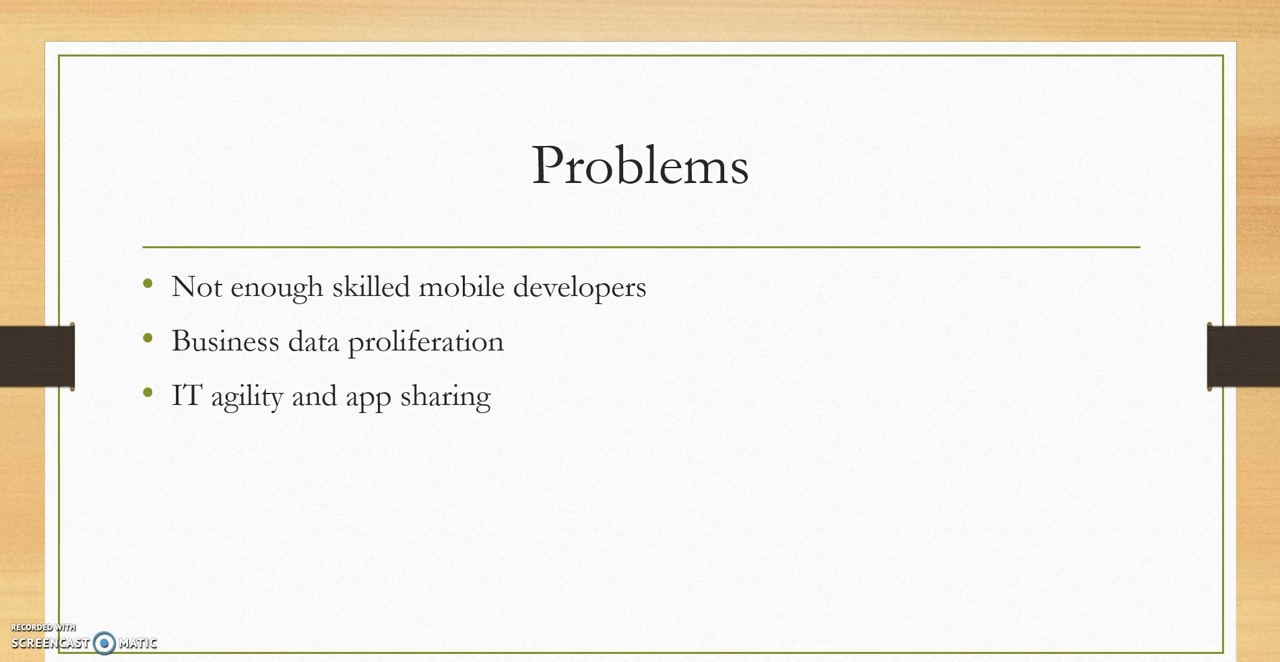 Problems
Not enough skilled mobile developers
Business data proliferation
IT agility and app sharing
RECORDED WITH
SCREENCAST MATIC